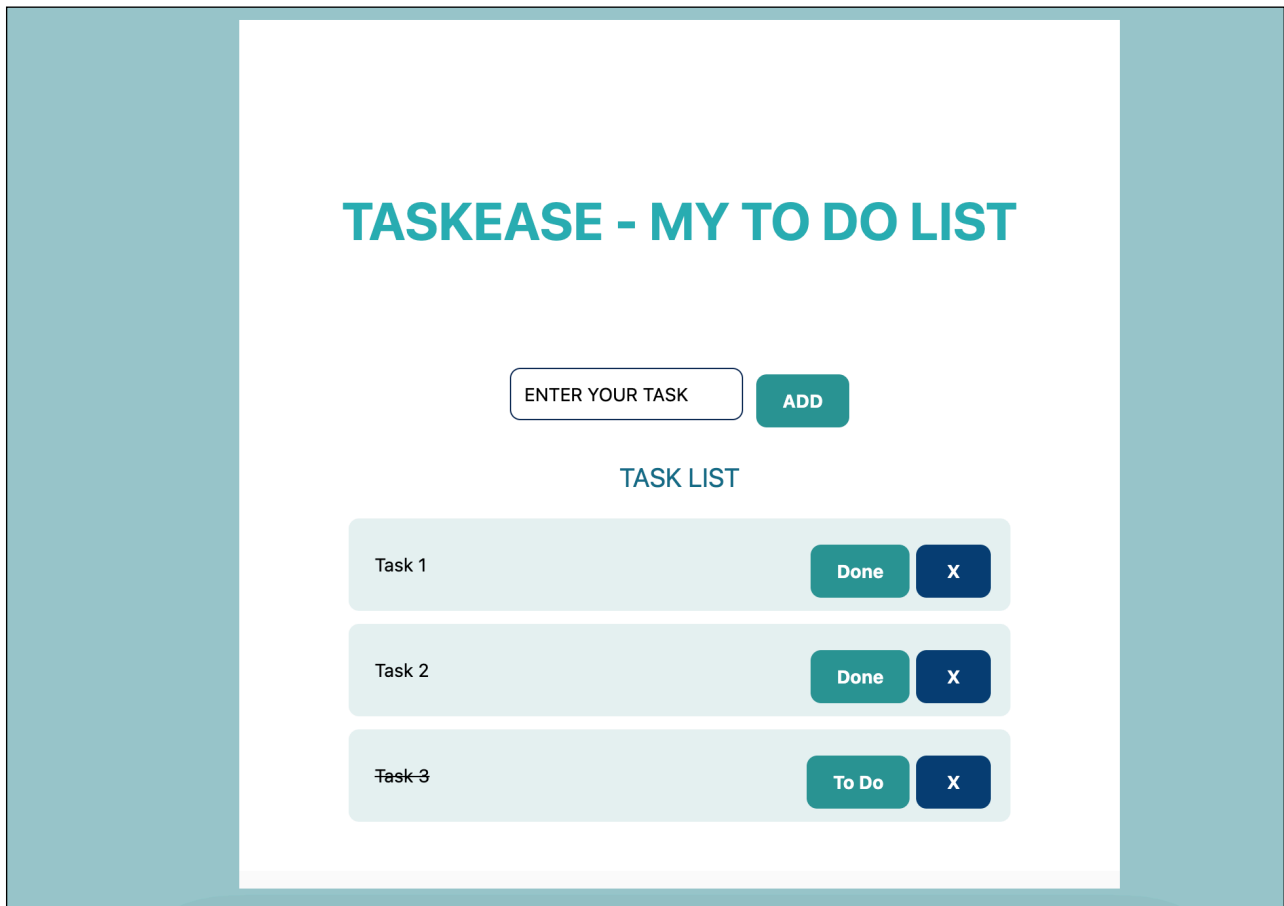 TASKEASE - MY TO DO LIST
ENTER YOUR TASK ADD
TASK LIST
Task 1 Done X
Task 2 Done X
Task 3 To Do X